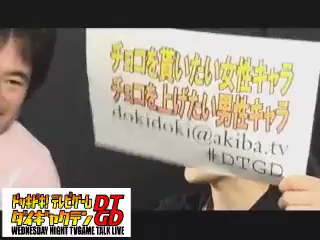 チョコを貰いたい女性キャラ
チョコを上げたい男性キャラ
dokidoki@akiba.tv
#DTGD
ドッキドキ!テレビゲーム
ダイギャクテン
DT
GD
WEDNESDAY NIGHT TVGAME TALK LIVE